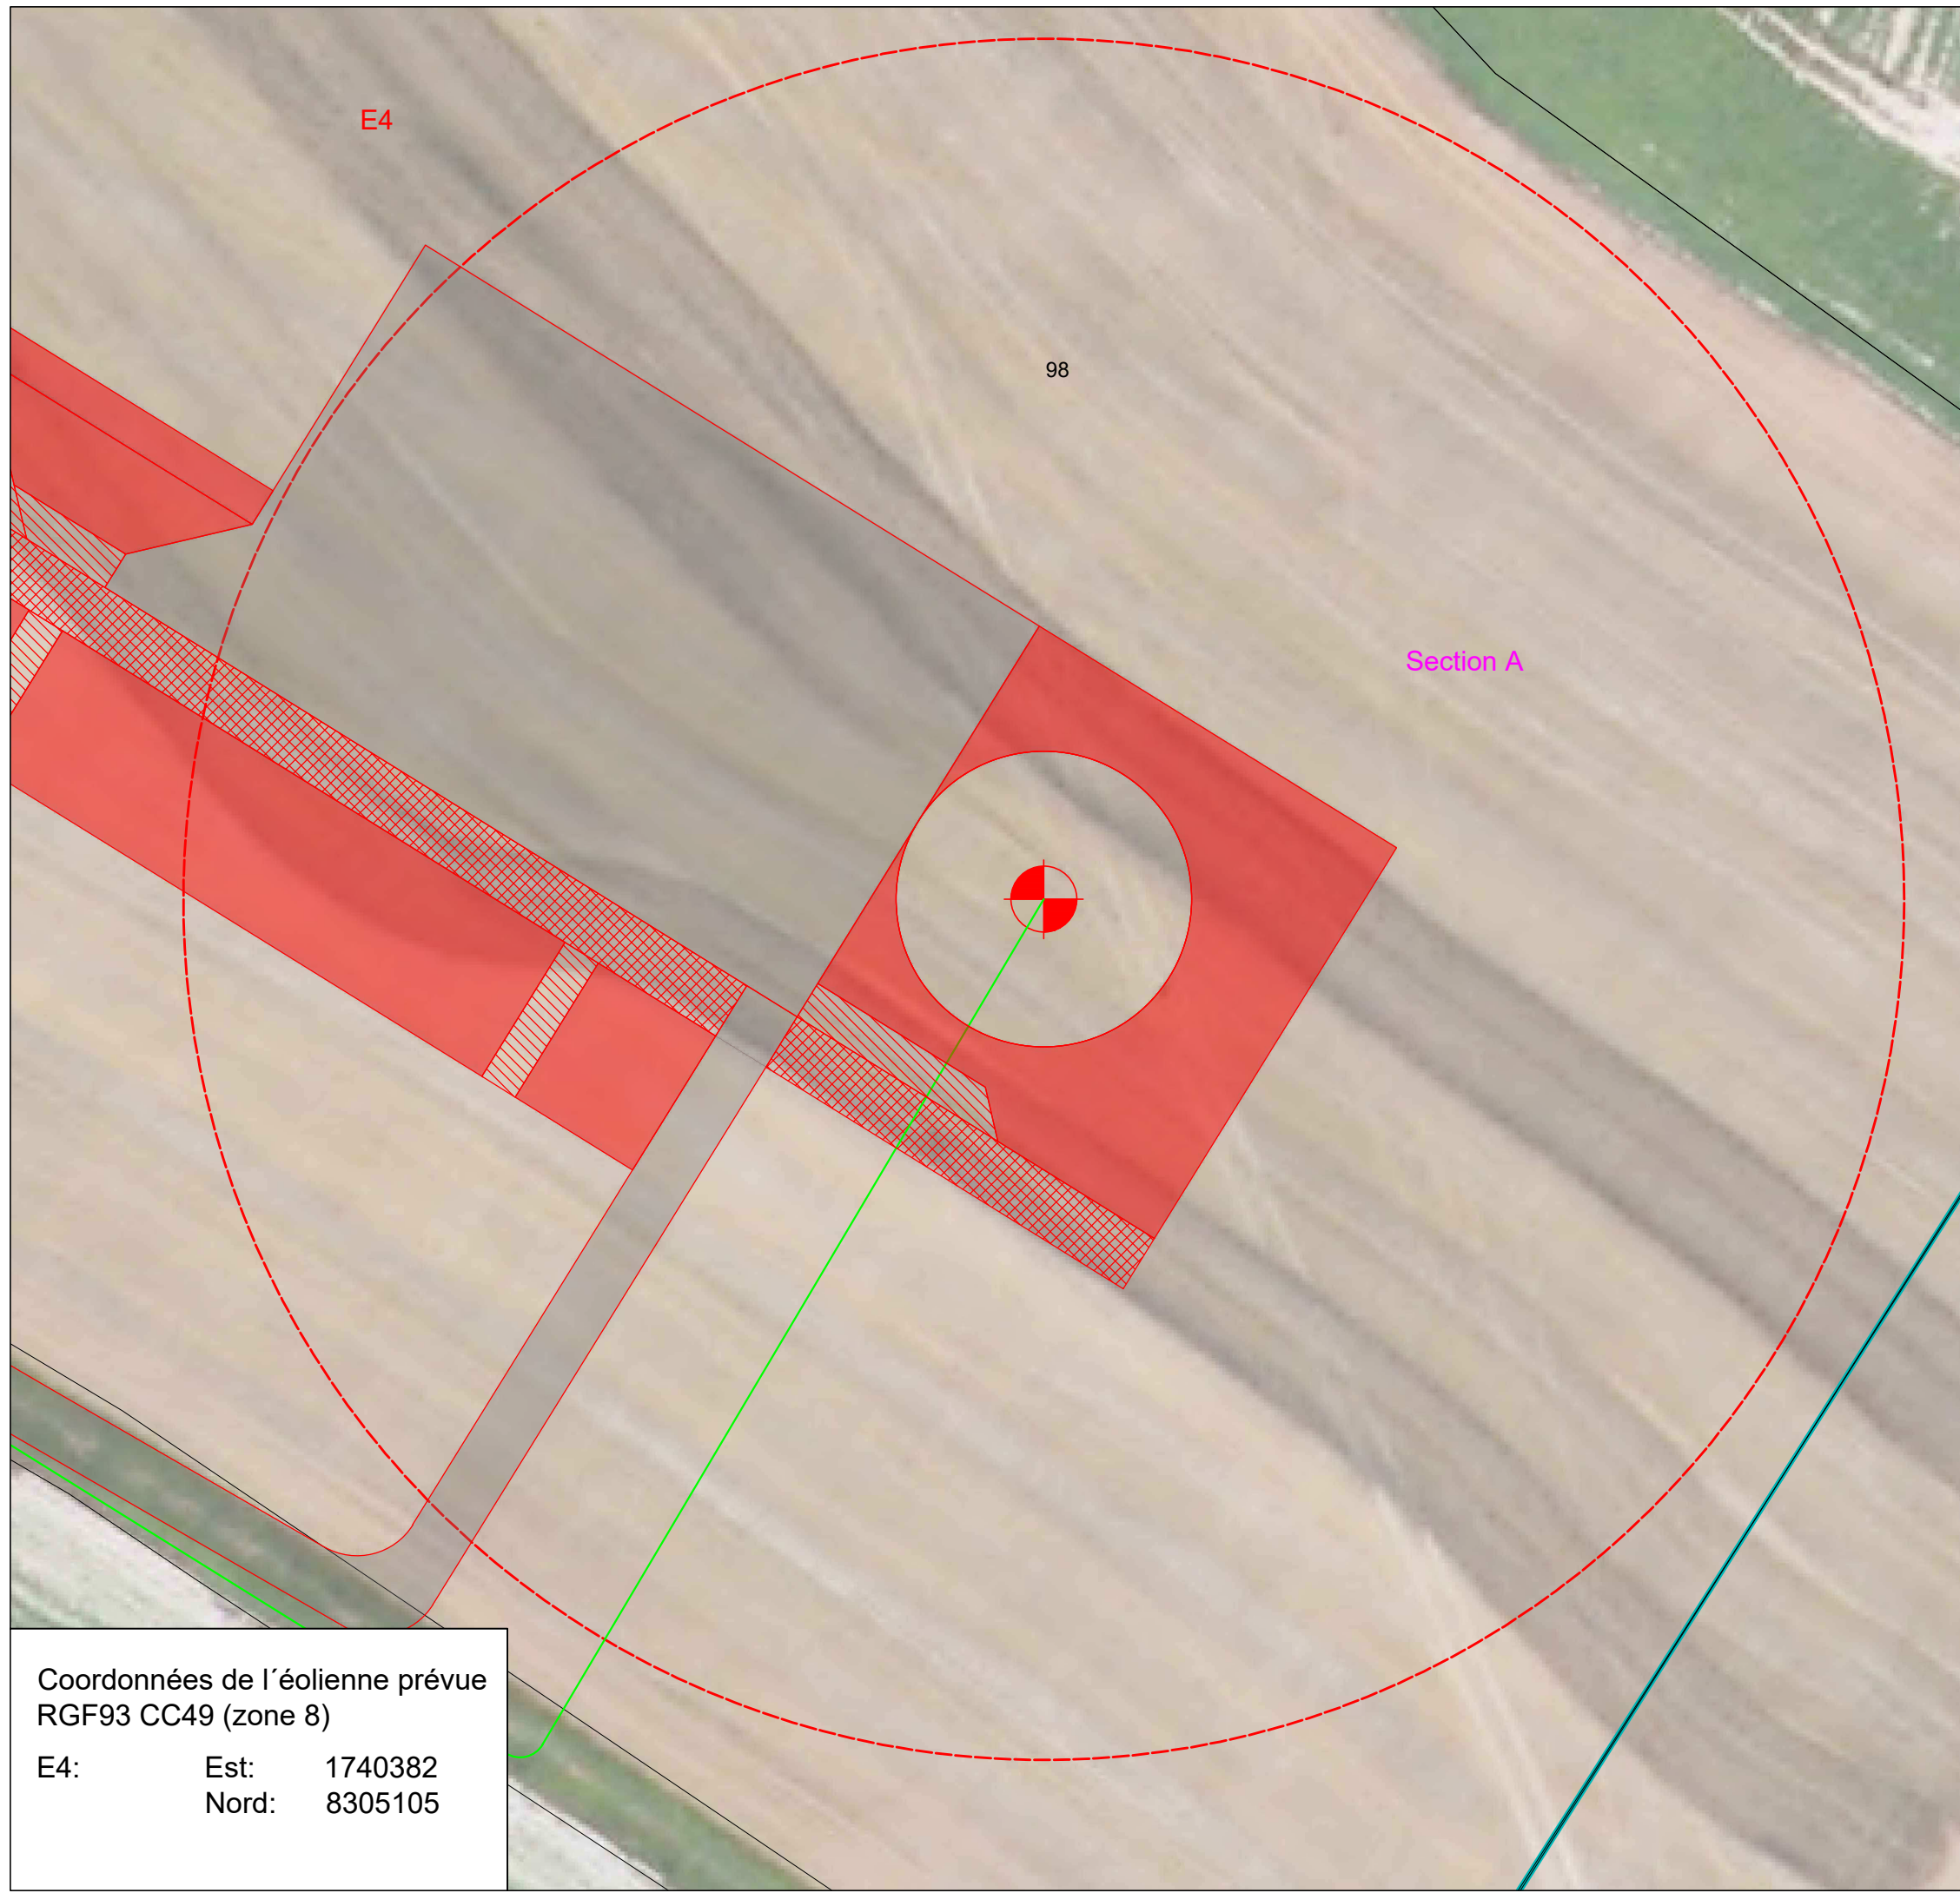 E4
98
Section A
Coordonnées de l´éolienne prévue
RGF93 CC49 (zone 8)
E4: Est: 1740382
Nord: 8305105